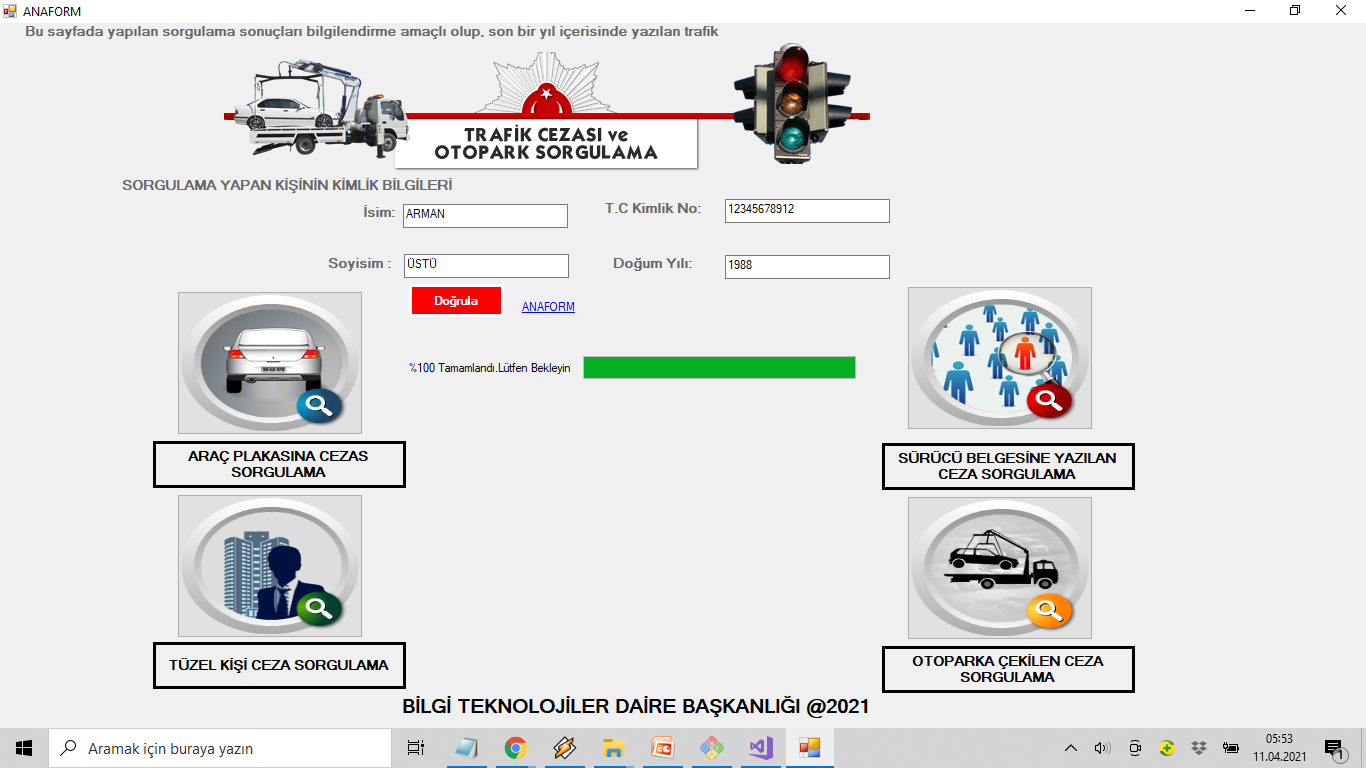 ANAFORM
Bu sayfada yapılan sorgulama sonuçları bilgilendirme amaçlı olup, son bir yıl içerisinde yazılan trafik
TRAFİK CEZASI ve
OTOPARK SORGULAMA
SORGULAMA YAPAN KİŞİNİN KİMLİK BİLGİLERİ
İsim: ARMAN
T.C Kimlik No: 12345678912
Soyisim : ÜSTÜ
Doğum Yılı: 1988
Doğrula
ANAFORM
%100 Tamamlandı.Lütfen Bekleyin
ARAÇ PLAKASINA CEZAS
SORGULAMA
SÜRÜCÜ BELGESİNE YAZILAN
CEZA SORGULAMA
TÜZEL KİŞİ CEZA SORGULAMA
OTOPARKA ÇEKİLEN CEZA
SORGULAMA
BİLGİ TEKNOLOJİLER DAİRE BAŞKANLIĞI @2021
Aramak için buraya yazın
EC
05:53
11.04.2021
1